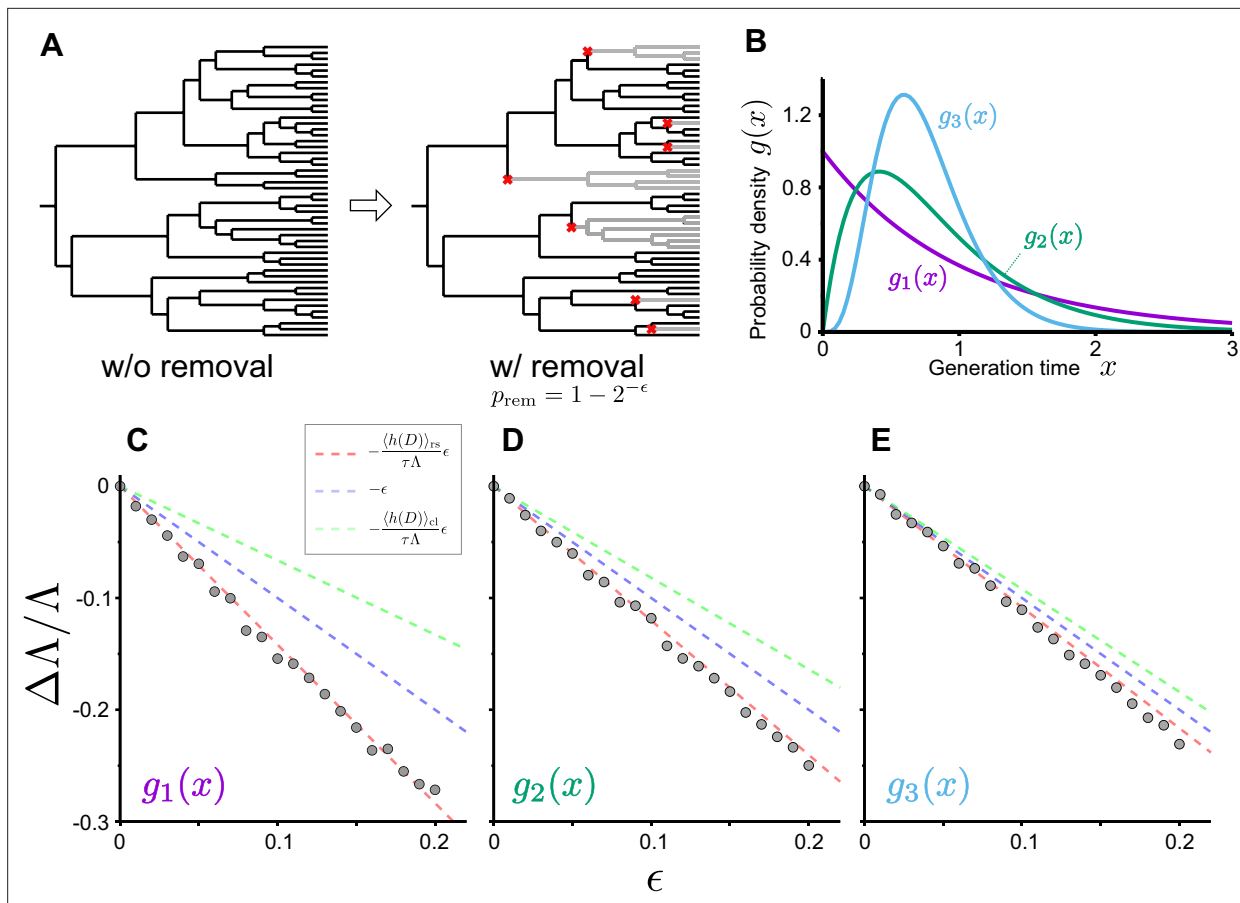 A
w/o removal
w/ removal
p_rem = 1 − 2^{−ϵ}
B
Probability density g(x)
1.2
0.8
0.4
0
0 1 2 3
Generation time x
g₁(x)
g₂(x)
g₃(x)
C
D
E
− ⟨h(D)⟩_rs / τΛ ϵ
−ϵ
− ⟨h(D)⟩_cl / τΛ ϵ
ΔΛ/Λ
0
-0.1
-0.2
-0.3
g₁(x)
g₂(x)
g₃(x)
0 0.1 0.2
0 0.1 0.2
0 0.1 0.2
ϵ